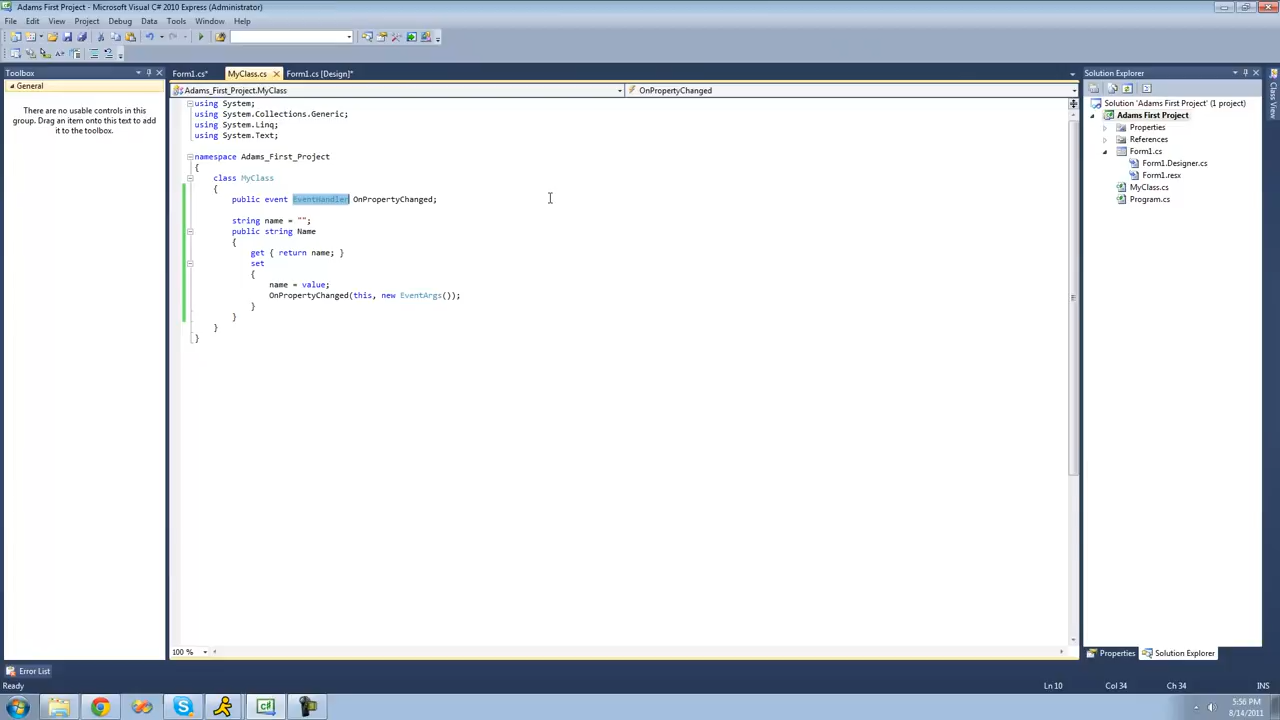 Adams First Project - Microsoft Visual C# 2010 Express (Administrator)
File Edit View Project Debug Data Tools Window Help
Toolbox
General
There are no usable controls in this
group. Drag an item onto this text to add
it to the toolbox.
Form1.cs* MyClass.cs Form1.cs [Design]*
Adams_First_Project.MyClass OnPropertyChanged
using System;
using System.Collections.Generic;
using System.Linq;
using System.Text;
namespace Adams_First_Project
{
class MyClass
{
public event EventHandler OnPropertyChanged;
string name = "";
public string Name
{
get { return name; }
set
{
name = value;
OnPropertyChanged(this, new EventArgs());
}
}
}
}
100 %
Solution Explorer
Solution 'Adams First Project' (1 project)
Adams First Project
Properties
References
Form1.cs
Form1.Designer.cs
Form1.resx
MyClass.cs
Program.cs
Class View
Properties Solution Explorer
Error List
Ready Ln 10 Col 34 Ch 34 INS
5:56 PM
8/14/2011